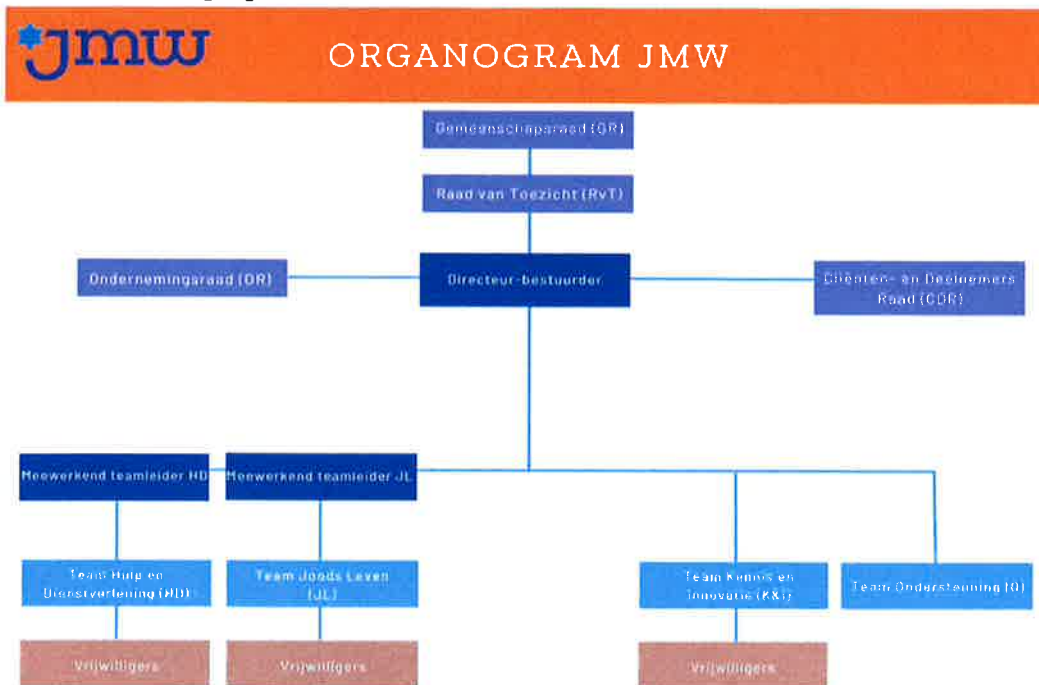 jmw
ORGANOGRAM JMW
Gemeenschapsraad (GR)
Raad van Toezicht (RvT)
Ondernemingsraad (OR)
Directeur-bestuurder
Cliënten- en Deelnemers
Raad (CDR)
Meewerkend teamleider HD
Meewerkend teamleider JL
Team Hulp en
Dienstverlening (HD)
Team Joods Leven
(JL)
Team Kennis en
Innovatie (K&I)
Team Ondersteuning (O)
Vrijwilligers
Vrijwilligers
Vrijwilligers